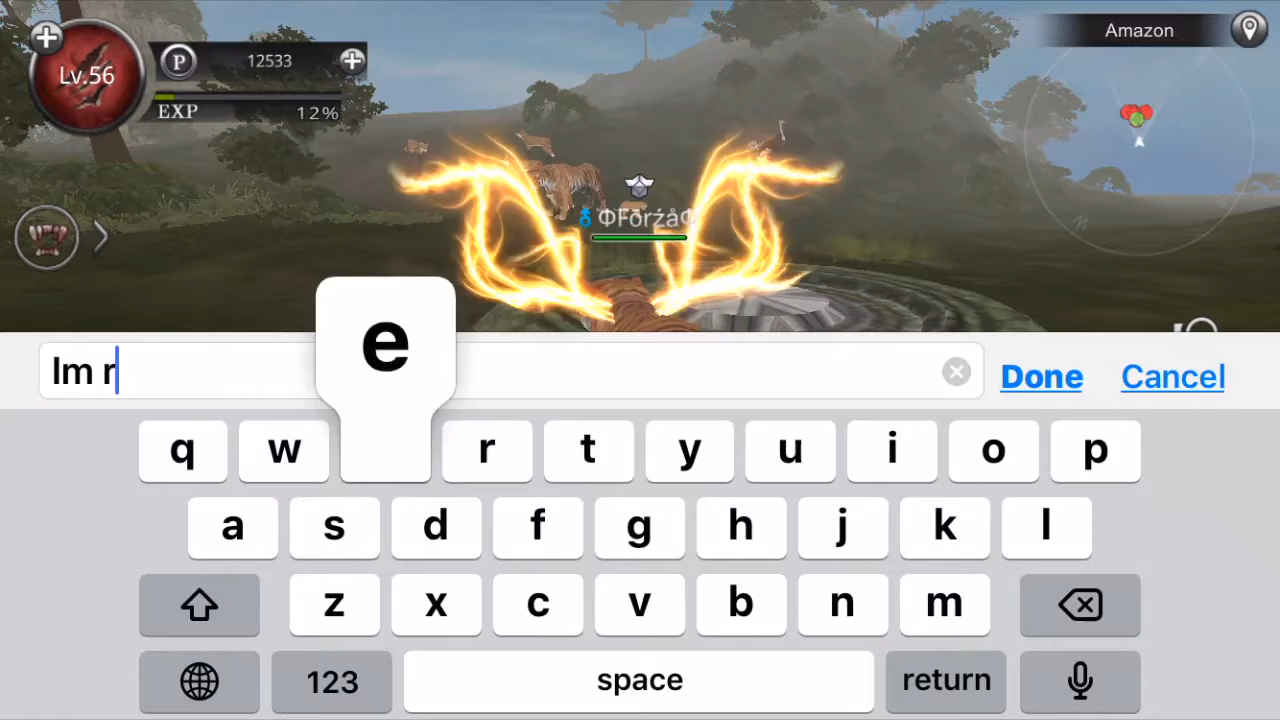 Lv.56
P 12533
EXP 12%
Amazon
ΦFōrźåΦ
Im r
Done
Cancel
e
q w r t y u i o p
a s d f g h j k l
z x c v b n m
123 space return